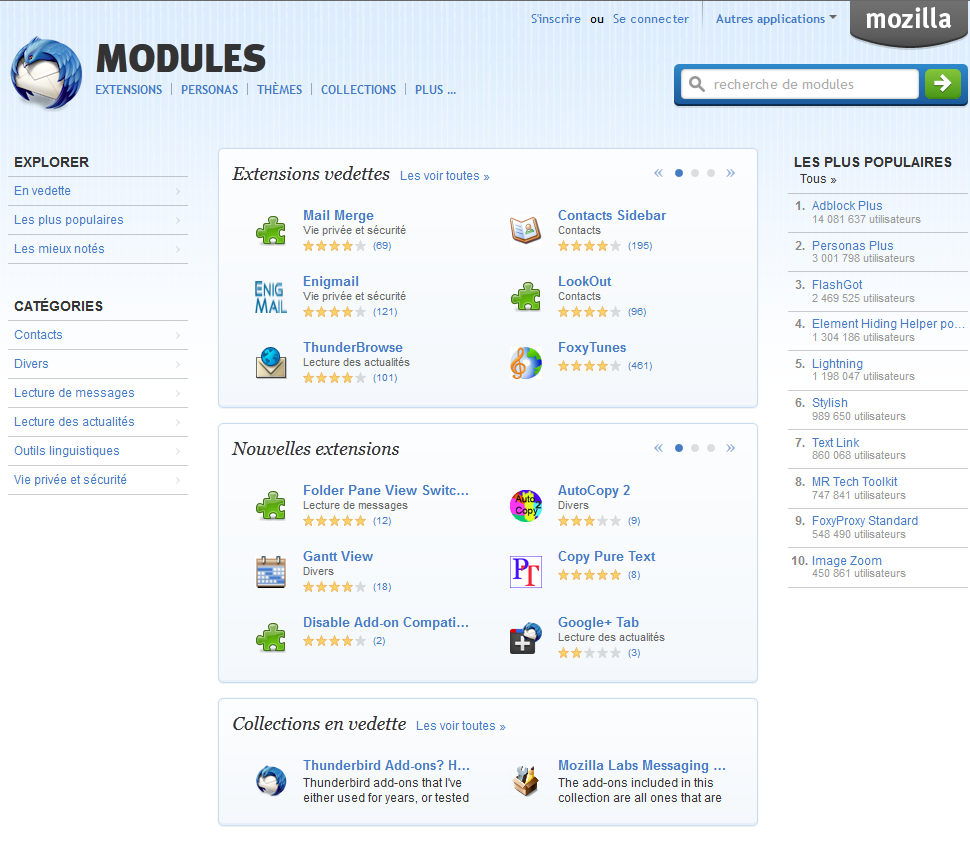 S'inscrire ou Se connecter
Autres applications
mozilla
MODULES
EXTENSIONS PERSONAS THÈMES COLLECTIONS PLUS ...
recherche de modules
EXPLORER
En vedette
Les plus populaires
Les mieux notés
CATÉGORIES
Contacts
Divers
Lecture de messages
Lecture des actualités
Outils linguistiques
Vie privée et sécurité
Extensions vedettes Les voir toutes »
« »
Mail Merge
Vie privée et sécurité
(69)
Contacts Sidebar
Contacts
(195)
ENIG
MAIL
Enigmail
Vie privée et sécurité
(121)
LookOut
Contacts
(96)
ThunderBrowse
Lecture des actualités
(101)
FoxyTunes
(461)
Nouvelles extensions
« »
Folder Pane View Switc...
Lecture de messages
(12)
Auto
Copy
2
AutoCopy 2
Divers
(9)
Gantt View
Divers
(18)
PT
Copy Pure Text
(8)
Disable Add-on Compati...
(2)
Google+ Tab
Lecture des actualités
(3)
Collections en vedette Les voir toutes »
Thunderbird Add-ons? H...
Thunderbird add-ons that I've
either used for years, or tested
Mozilla Labs Messaging ...
The add-ons included in this
collection are all ones that are
LES PLUS POPULAIRES
Tous »
1. Adblock Plus
14 081 637 utilisateurs
2. Personas Plus
3 001 798 utilisateurs
3. FlashGot
2 469 525 utilisateurs
4. Element Hiding Helper po...
1 304 186 utilisateurs
5. Lightning
1 198 047 utilisateurs
6. Stylish
989 650 utilisateurs
7. Text Link
860 068 utilisateurs
8. MR Tech Toolkit
747 841 utilisateurs
9. FoxyProxy Standard
548 490 utilisateurs
10. Image Zoom
450 861 utilisateurs